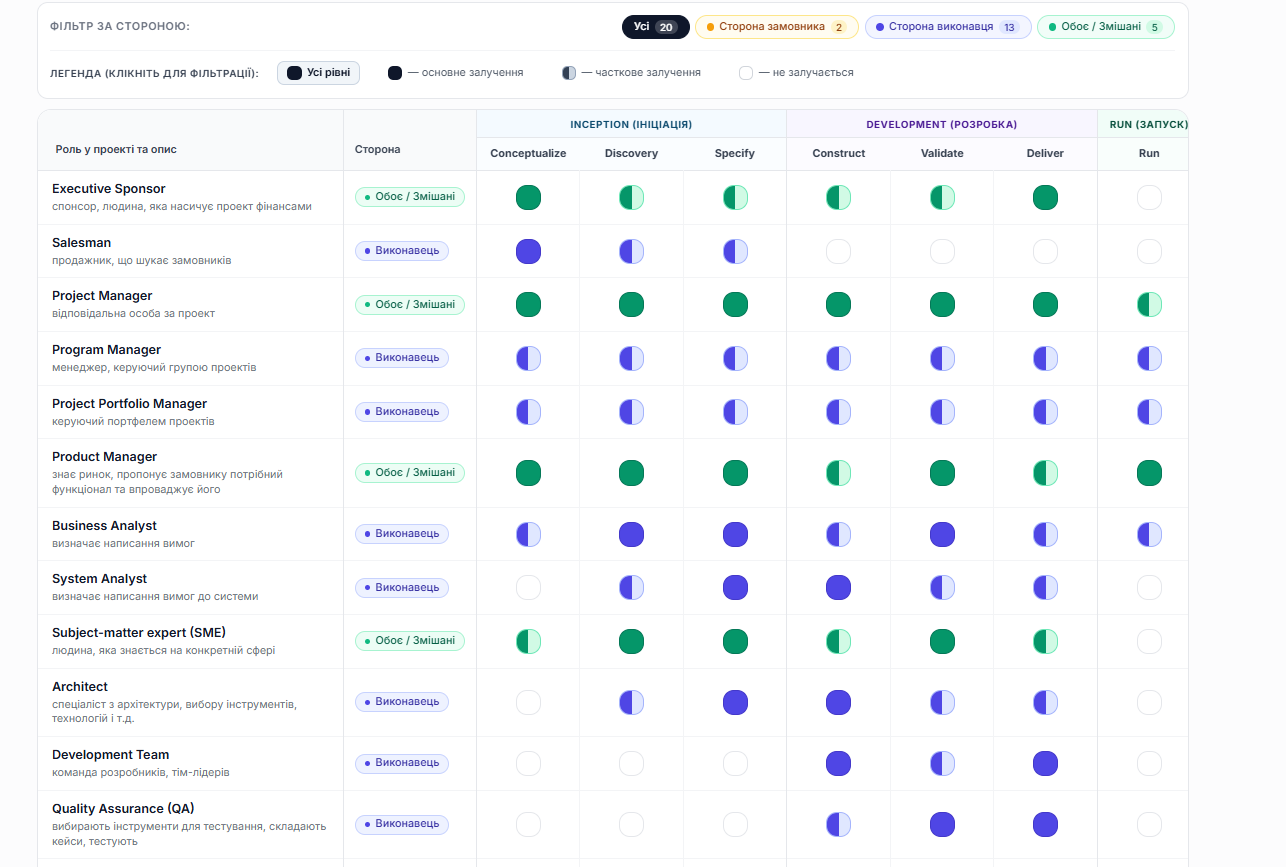 ФІЛЬТР ЗА СТОРОНОЮ:
Усі 20
Сторона замовника 2
Сторона виконавця 13
Обоє / Змішані 5
ЛЕГЕНДА (КЛІКНІТЬ ДЛЯ ФІЛЬТРАЦІЇ):
Усі рівні
— основне залучення
— часткове залучення
— не залучається
Роль у проекті та опис
Сторона
INCEPTION (ІНІЦІАЦІЯ)
DEVELOPMENT (РОЗРОБКА)
RUN (ЗАПУСК)
Conceptualize
Discovery
Specify
Construct
Validate
Deliver
Run
Executive Sponsor
спонсор, людина, яка насичує проект фінансами
Обоє / Змішані
Salesman
продажник, що шукає замовників
Виконавець
Project Manager
відповідальна особа за проект
Обоє / Змішані
Program Manager
менеджер, керуючий групою проектів
Виконавець
Project Portfolio Manager
керуючий портфелем проектів
Виконавець
Product Manager
знає ринок, пропонує замовнику потрібний
функціонал та впроваджує його
Обоє / Змішані
Business Analyst
визначає написання вимог
Виконавець
System Analyst
визначає написання вимог до системи
Виконавець
Subject-matter expert (SME)
людина, яка знається на конкретній сфері
Обоє / Змішані
Architect
спеціаліст з архітектури, вибору інструментів,
технологій і т.д.
Виконавець
Development Team
команда розробників, тім-лідерів
Виконавець
Quality Assurance (QA)
вибирають інструменти для тестування, складають
кейси, тестують
Виконавець